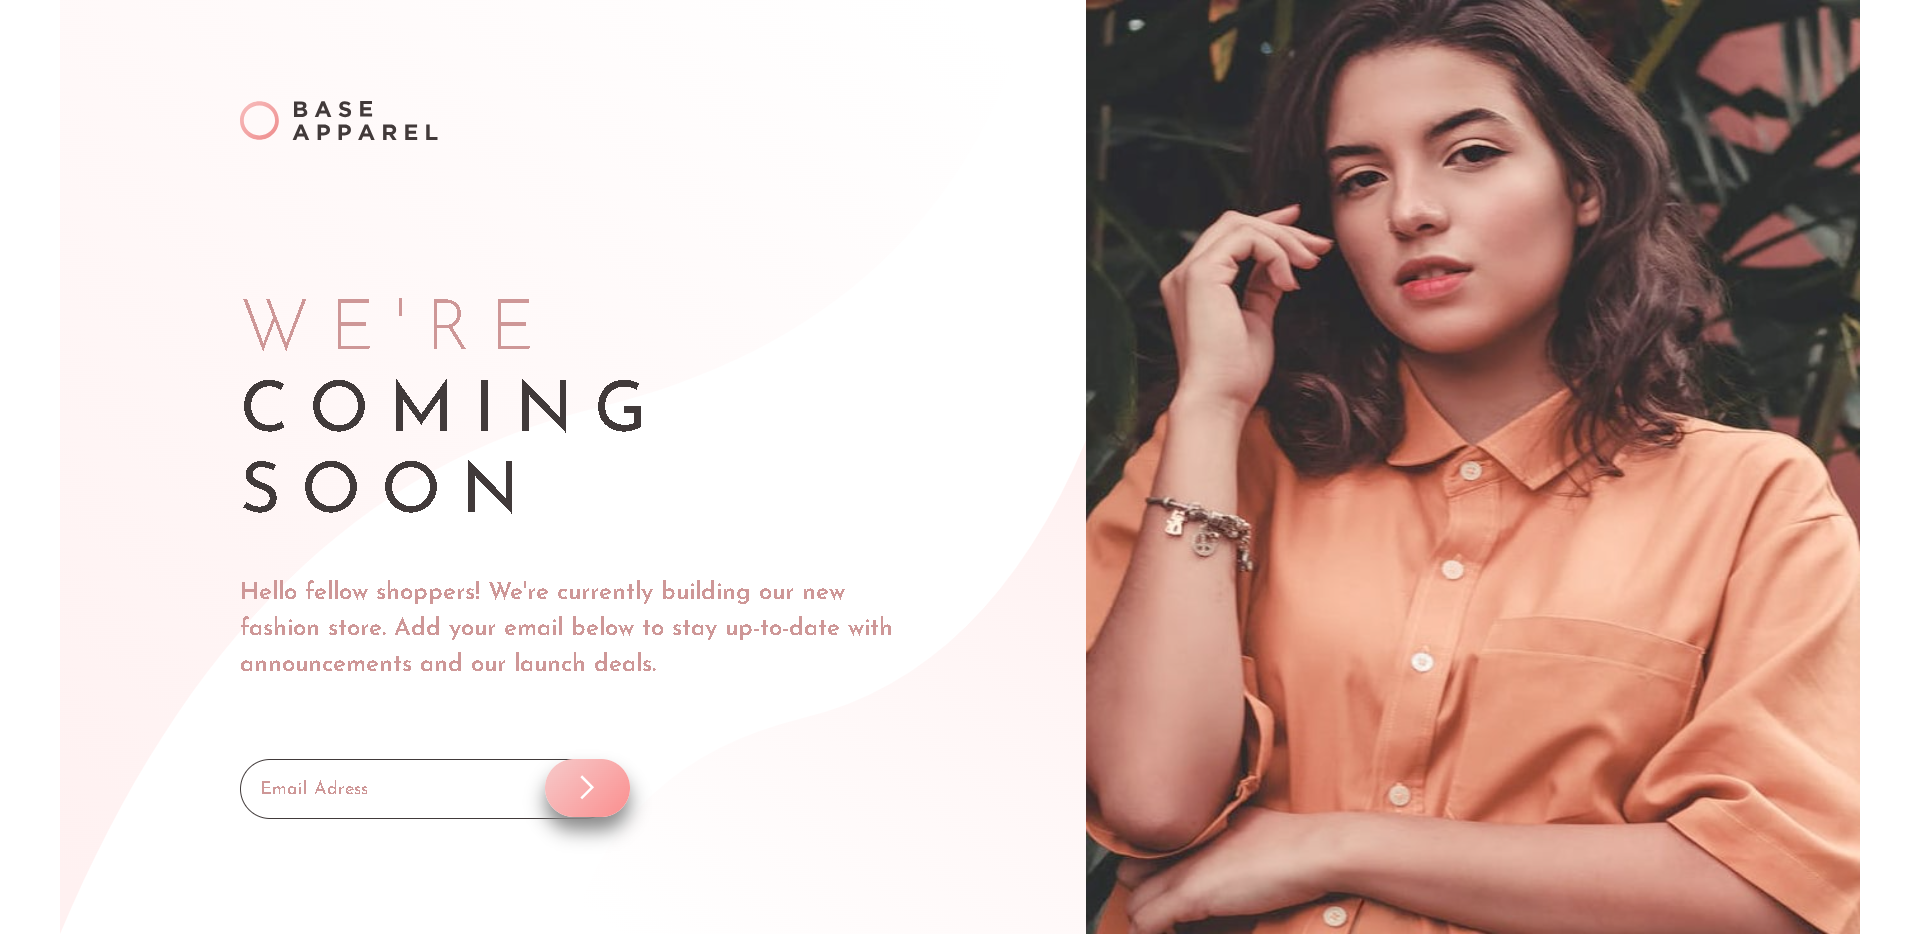 BASE
APPAREL
WE'RE
COMING
SOON
Hello fellow shoppers! We're currently building our new
fashion store. Add your email below to stay up-to-date with
announcements and our launch deals.
Email Adress